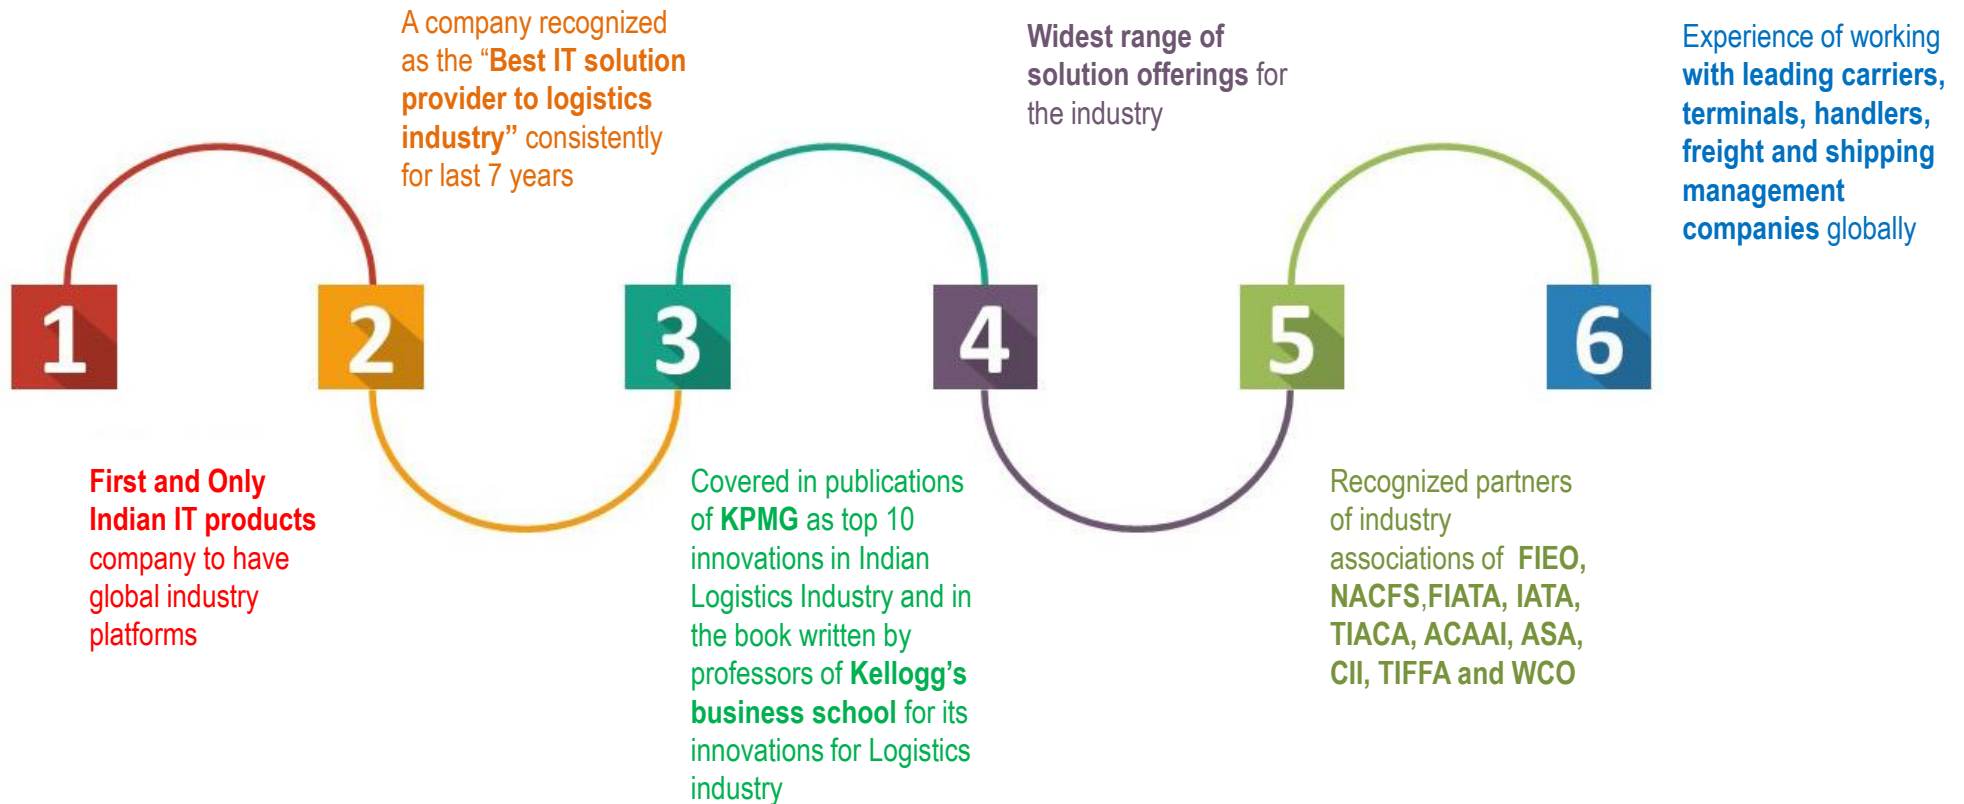 1
First and Only
Indian IT products
company to have
global industry
platforms
2
A company recognized
as the “Best IT solution
provider to logistics
industry” consistently
for last 7 years
3
Covered in publications
of KPMG as top 10
innovations in Indian
Logistics Industry and in
the book written by
professors of Kellogg’s
business school for its
innovations for Logistics
industry
4
Widest range of
solution offerings for
the industry
5
Recognized partners
of industry
associations of FIEO,
NACFS,FIATA, IATA,
TIACA, ACAAI, ASA,
CII, TIFFA and WCO
6
Experience of working
with leading carriers,
terminals, handlers,
freight and shipping
management
companies globally